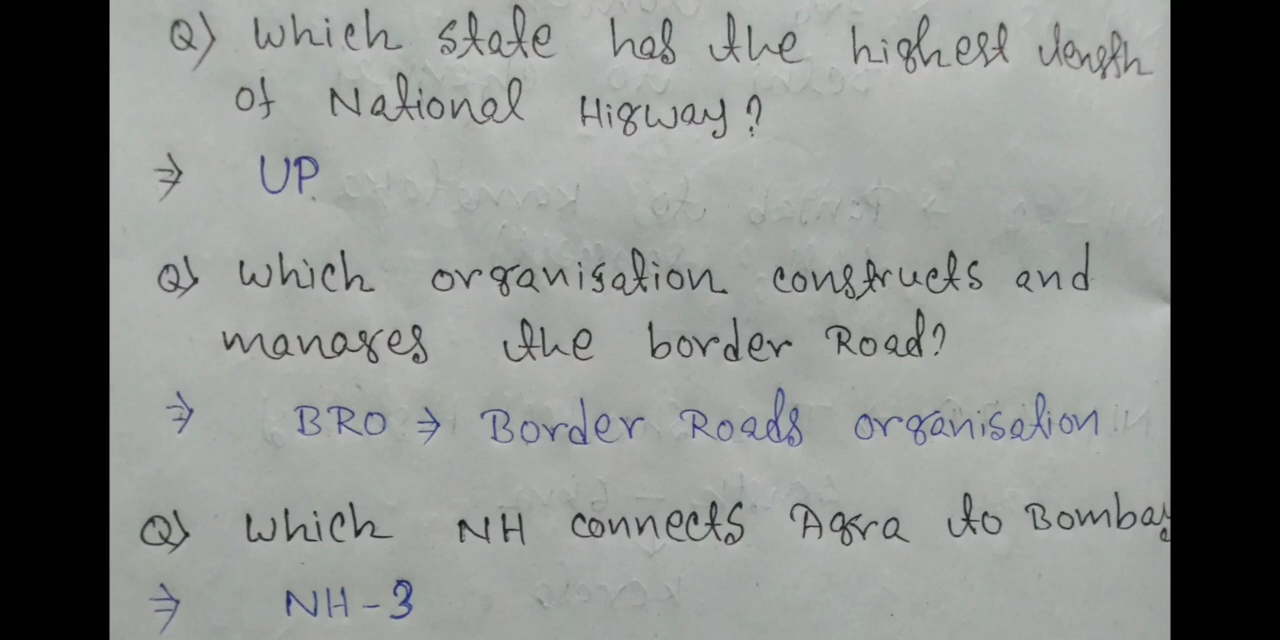 Q) Which state has the highest length
of National Higway?
⇒ UP
Q) Which organisation constructs and
manages the border Road?
⇒ BRO ⇒ Border Roads organisation
Q) Which NH connects Agra to Bombay
⇒ NH-3